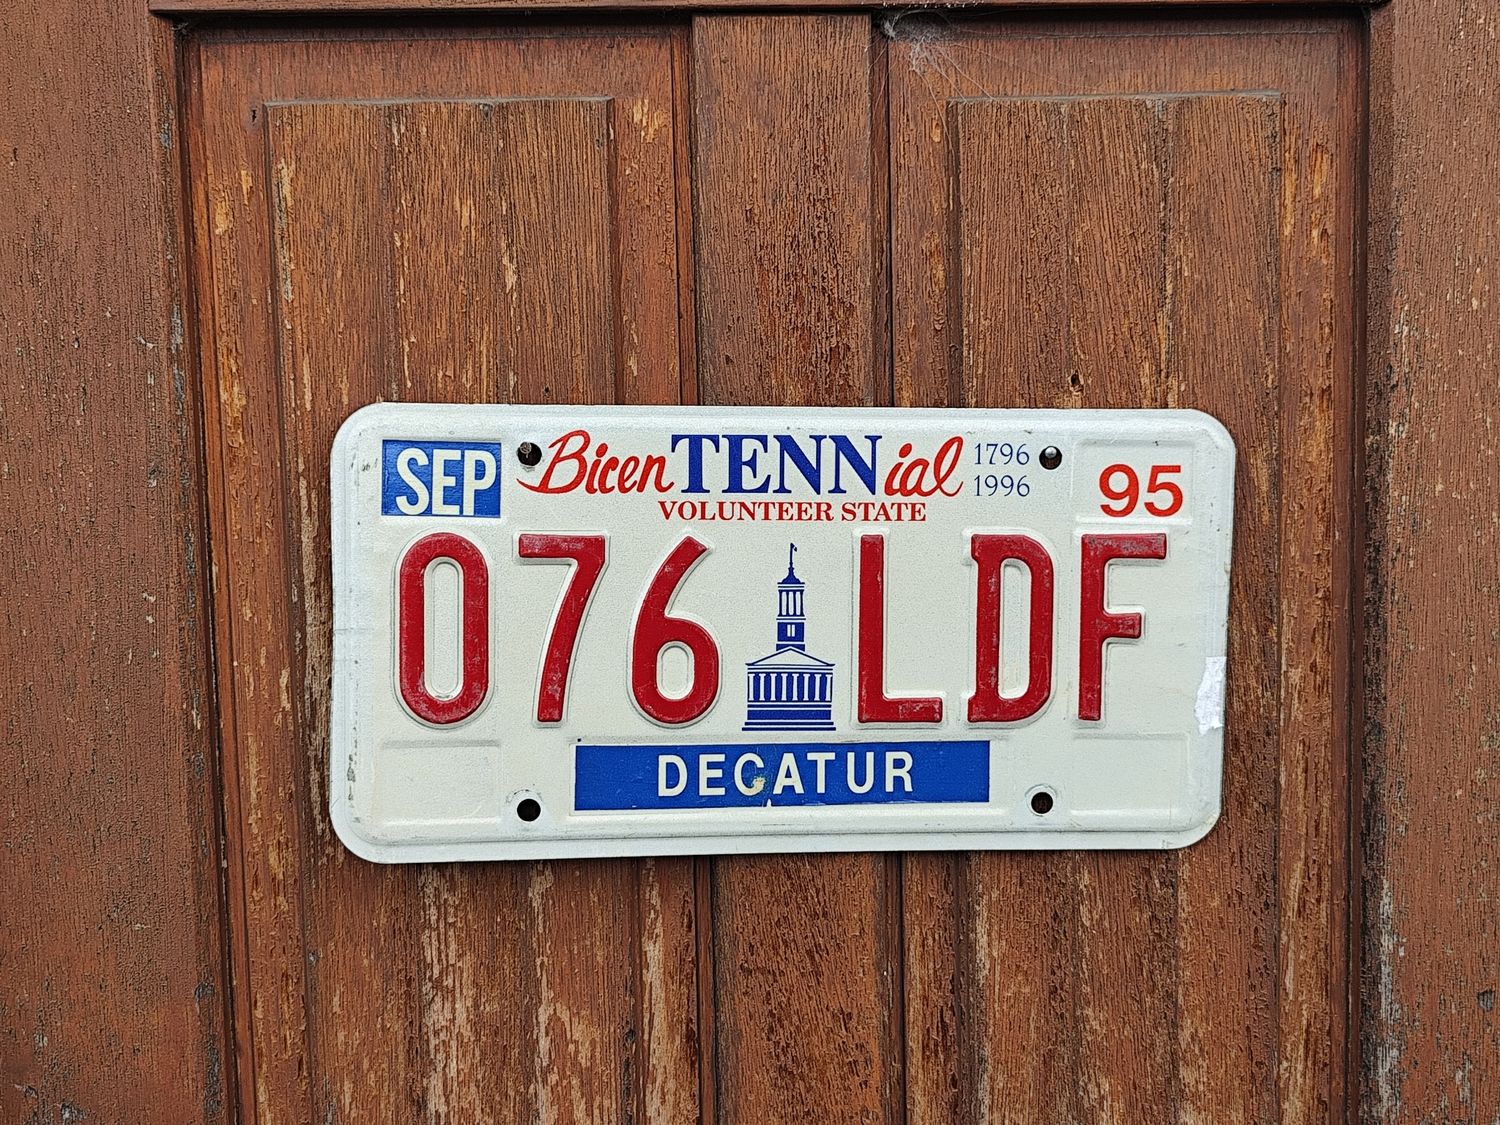 SEP BicenTENNial 1796 1996 95
VOLUNTEER STATE
076 LDF
DECATUR